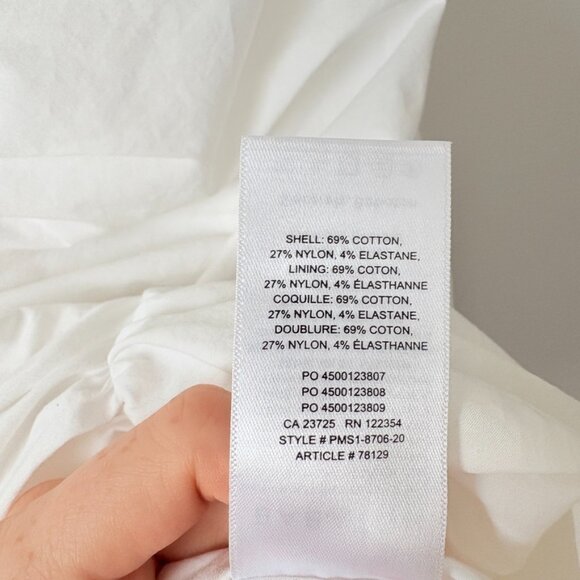 SHELL: 69% COTTON,
27% NYLON, 4% ELASTANE,
LINING: 69% COTON,
27% NYLON, 4% ÉLASTHANNE
COQUILLE: 69% COTTON,
27% NYLON, 4% ELASTANE,
DOUBLURE: 69% COTON,
27% NYLON, 4% ÉLASTHANNE
PO 4500123807
PO 4500123808
PO 4500123809
CA 23725 RN 122354
STYLE # PMS1-8706-20
ARTICLE # 78129